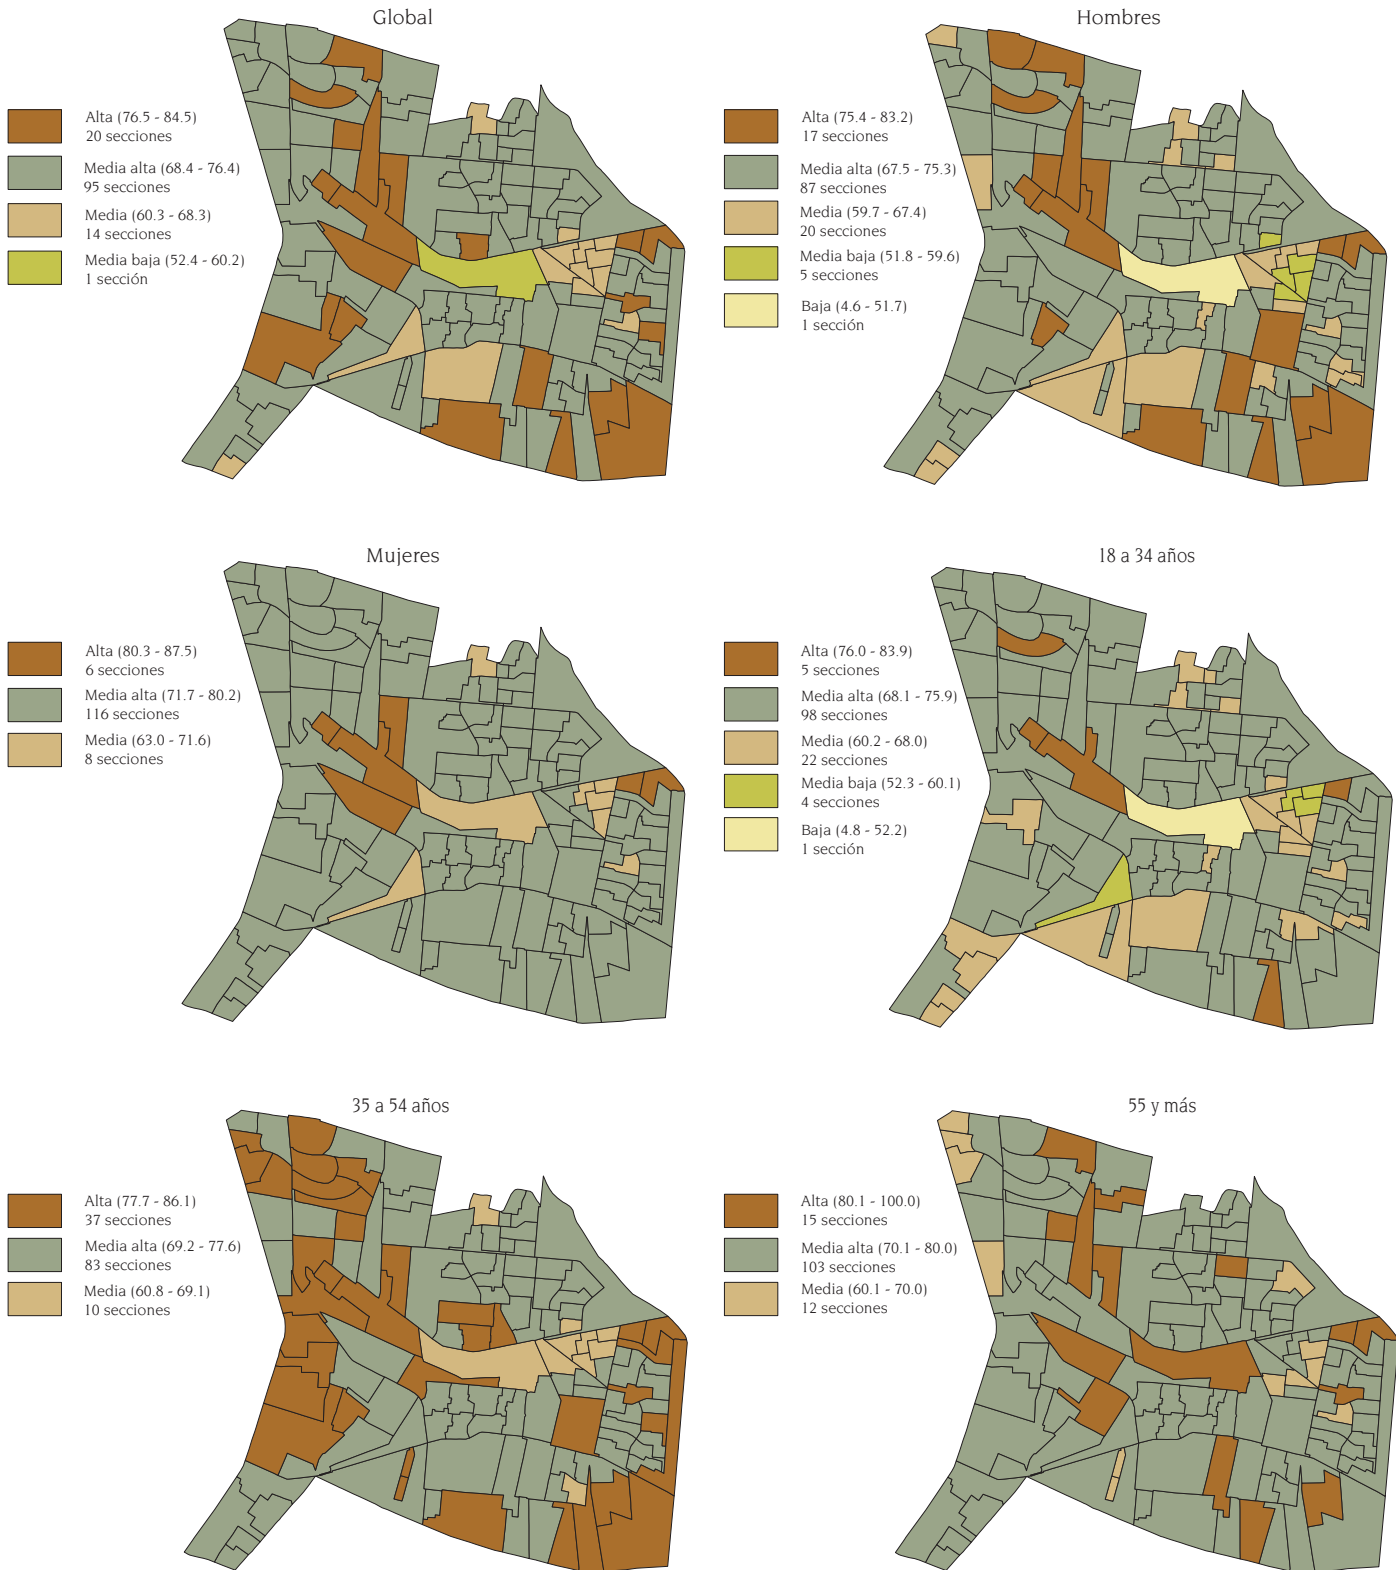 Global
Alta (76.5 - 84.5)
20 secciones
Media alta (68.4 - 76.4)
95 secciones
Media (60.3 - 68.3)
14 secciones
Media baja (52.4 - 60.2)
1 sección
Hombres
Alta (75.4 - 83.2)
17 secciones
Media alta (67.5 - 75.3)
87 secciones
Media (59.7 - 67.4)
20 secciones
Media baja (51.8 - 59.6)
5 secciones
Baja (4.6 - 51.7)
1 sección
Mujeres
Alta (80.3 - 87.5)
6 secciones
Media alta (71.7 - 80.2)
116 secciones
Media (63.0 - 71.6)
8 secciones
18 a 34 años
Alta (76.0 - 83.9)
5 secciones
Media alta (68.1 - 75.9)
98 secciones
Media (60.2 - 68.0)
22 secciones
Media baja (52.3 - 60.1)
4 secciones
Baja (4.8 - 52.2)
1 sección
35 a 54 años
Alta (77.7 - 86.1)
37 secciones
Media alta (69.2 - 77.6)
83 secciones
Media (60.8 - 69.1)
10 secciones
55 y más
Alta (80.1 - 100.0)
15 secciones
Media alta (70.1 - 80.0)
103 secciones
Media (60.1 - 70.0)
12 secciones